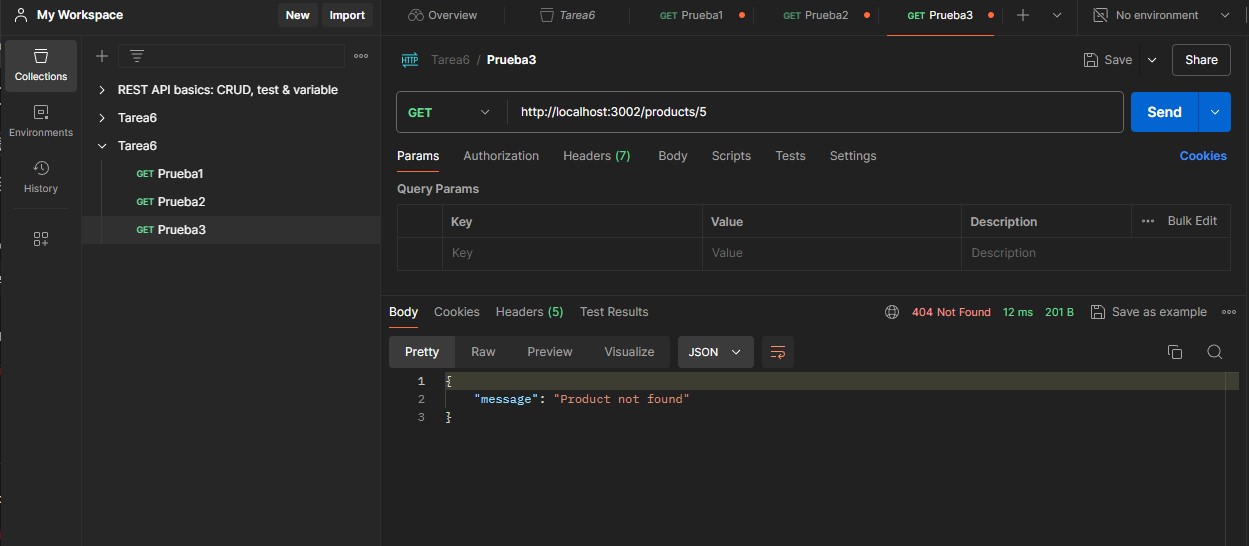 My Workspace New Import
Overview Tarea6 GET Prueba1 GET Prueba2 GET Prueba3 No environment
Collections
Environments
History
REST API basics: CRUD, test & variable
Tarea6
Tarea6
GET Prueba1
GET Prueba2
GET Prueba3
HTTP Tarea6 / Prueba3 Save Share
GET http://localhost:3002/products/5 Send
Params Authorization Headers (7) Body Scripts Tests Settings Cookies
Query Params
Key Value Description Bulk Edit
Key Value Description
Body Cookies Headers (5) Test Results 404 Not Found 12 ms 201 B Save as example
Pretty Raw Preview Visualize JSON
1 {
2 "message": "Product not found"
3 }